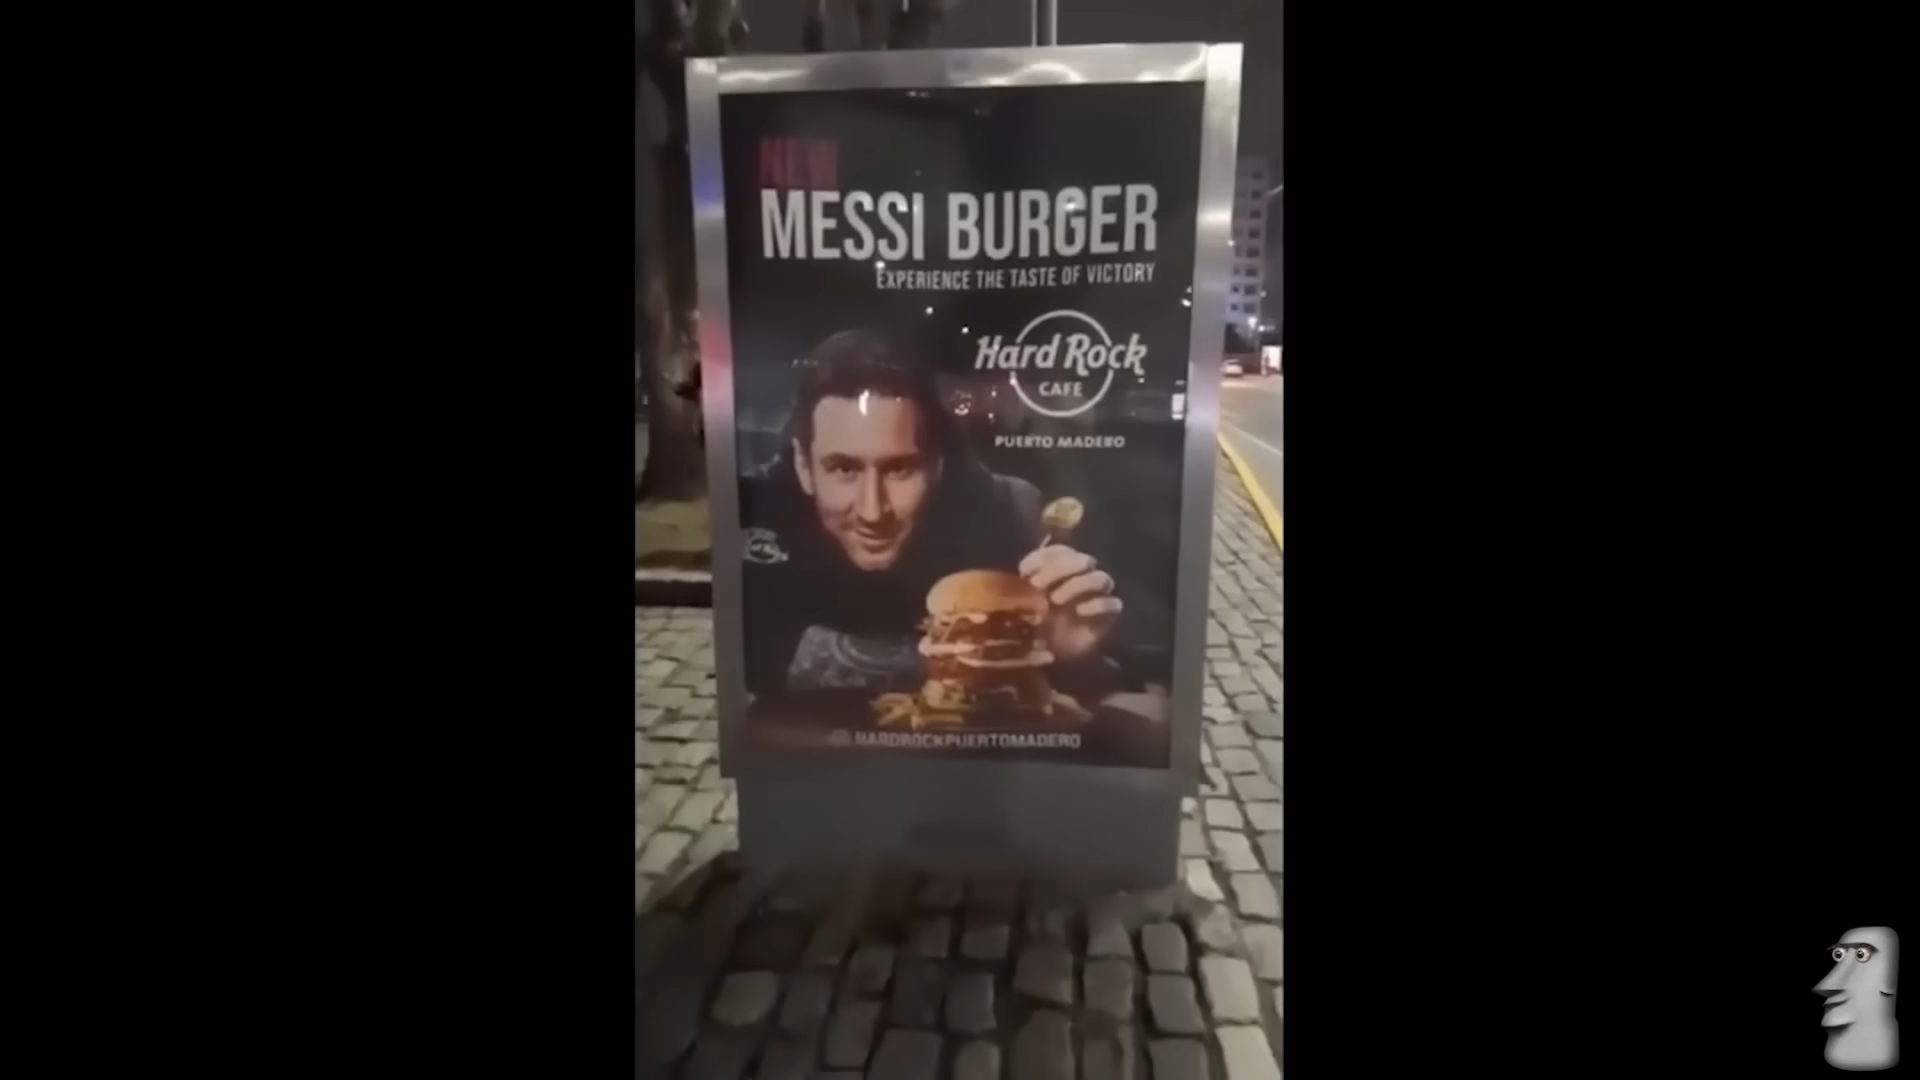 NEW
MESSI BURGER
EXPERIENCE THE TASTE OF VICTORY
Hard Rock
CAFE
PUERTO MADERO
HARDROCKPUERTOMADERO